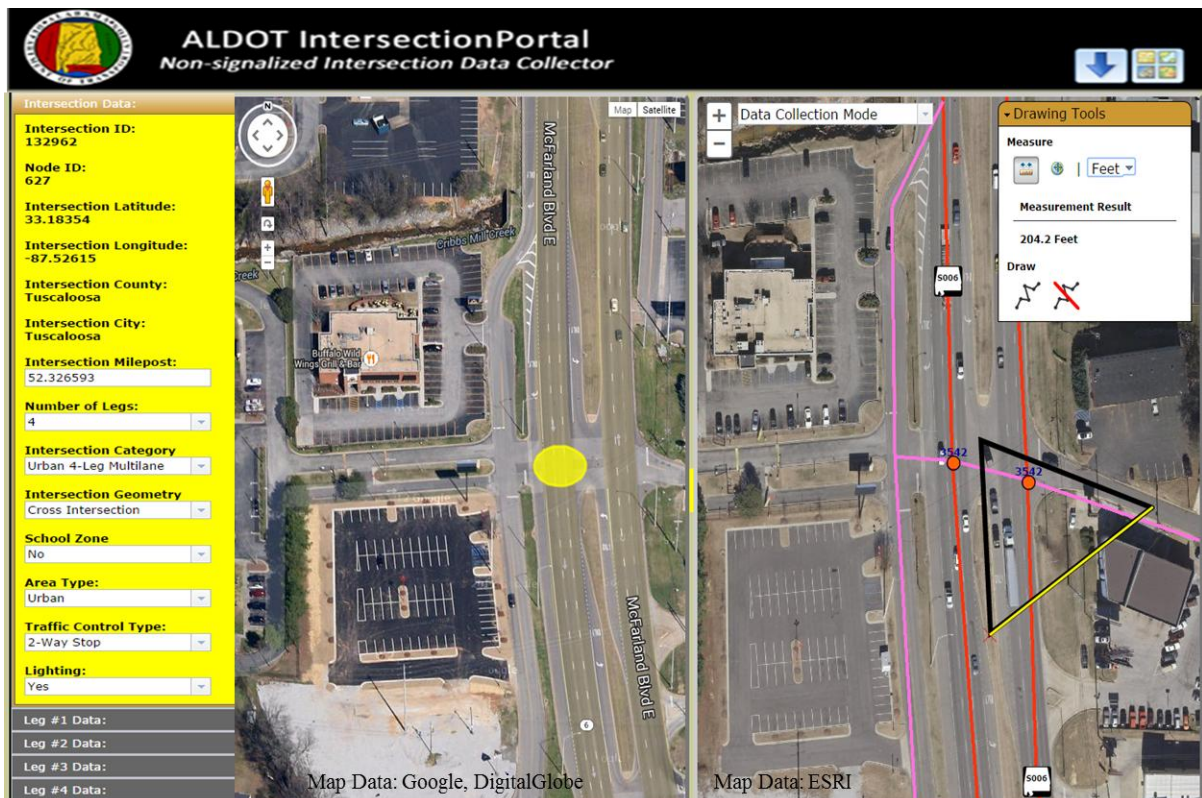 ALDOT IntersectionPortal
Non-signalized Intersection Data Collector
Intersection Data:
Intersection ID:
132962
Node ID:
627
Intersection Latitude:
33.18354
Intersection Longitude:
-87.52615
Intersection County:
Tuscaloosa
Intersection City:
Tuscaloosa
Intersection Milepost:
52.326593
Number of Legs:
4
Intersection Category
Urban 4-Leg Multilane
Intersection Geometry
Cross Intersection
School Zone
No
Area Type:
Urban
Traffic Control Type:
2-Way Stop
Lighting:
Yes
Leg #1 Data:
Leg #2 Data:
Leg #3 Data:
Leg #4 Data:
N
Map
Satellite
McFarland Blvd E
Cribbs Mill Creek
Creek
Buffalo Wild
Wings Grill & Bar
McFarland Blvd E
6
Map Data: Google, DigitalGlobe
Data Collection Mode
Drawing Tools
Measure
Feet
Measurement Result
204.2 Feet
Draw
S006
3542
3542
S006
Map Data: ESRI